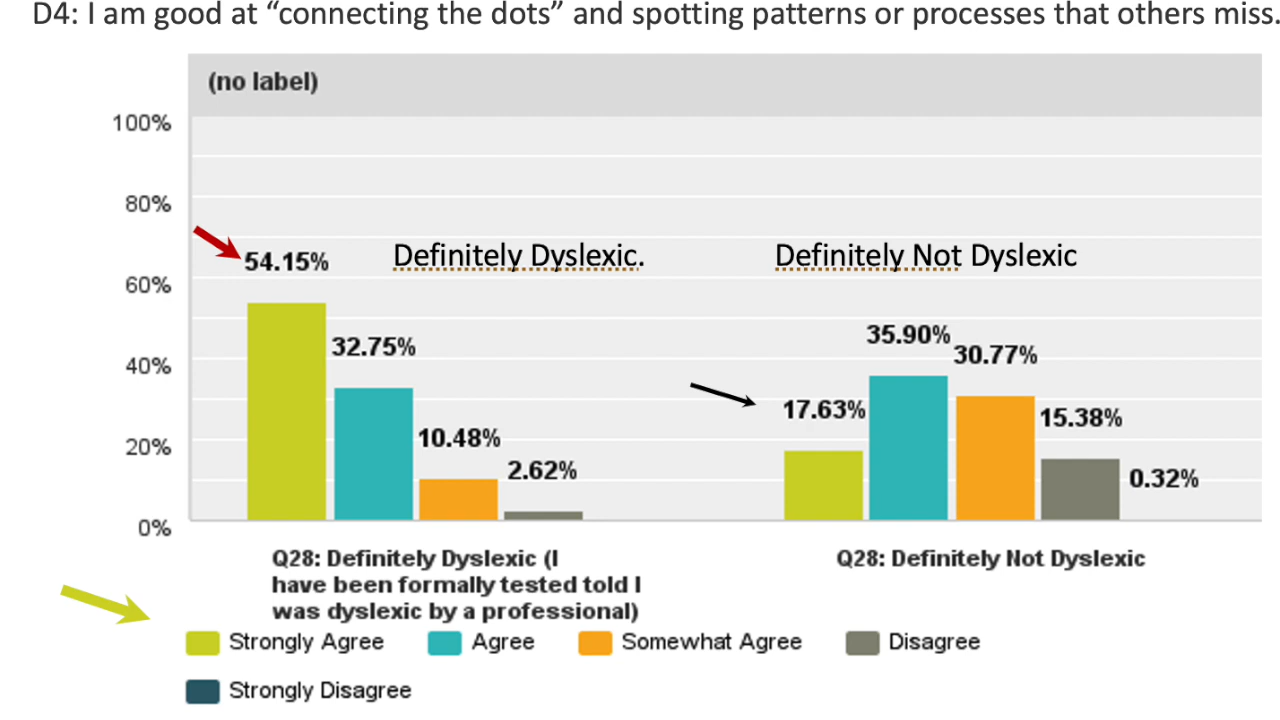 D4: I am good at “connecting the dots” and spotting patterns or processes that others miss.
(no label)
100%
80%
60%
40%
20%
0%
54.15%
Definitely Dyslexic.
32.75%
10.48%
2.62%
Definitely Not Dyslexic
17.63%
35.90%
30.77%
15.38%
0.32%
Q28: Definitely Dyslexic (I
have been formally tested told I
was dyslexic by a professional)
Q28: Definitely Not Dyslexic
Strongly Agree
Agree
Somewhat Agree
Disagree
Strongly Disagree